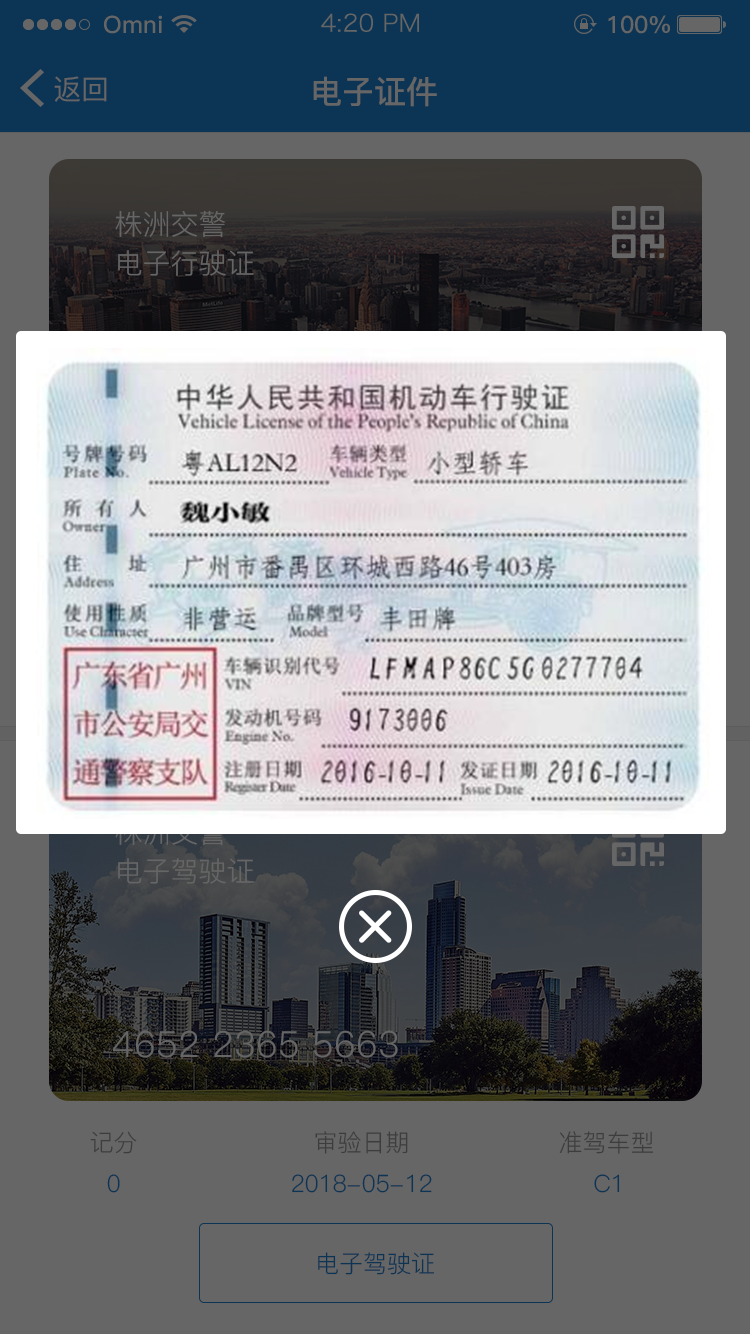 Omni 4:20 PM 100%
返回 电子证件
株洲交警
电子行驶证
MetLife
中华人民共和国机动车行驶证
Vehicle License of the People's Republic of China
号牌号码 粤AL12N2 车辆类型 小型轿车
Plate No. Vehicle Type
所有人 魏小敏
Owner
住址 广州市番禺区环城西路46号403房
Address
使用性质 非营运 品牌型号 丰田牌
Use Character Model
广东省广州
市公安局交
通警察支队
车辆识别代号 LFMAP86C5G0277704
VIN
发动机号码 9173006
Engine No.
注册日期 2016-10-11 发证日期 2016-10-11
Register Date Issue Date
株洲交警
电子驾驶证
4652 2365 5663
记分 审验日期 准驾车型
0 2018-05-12 C1
电子驾驶证